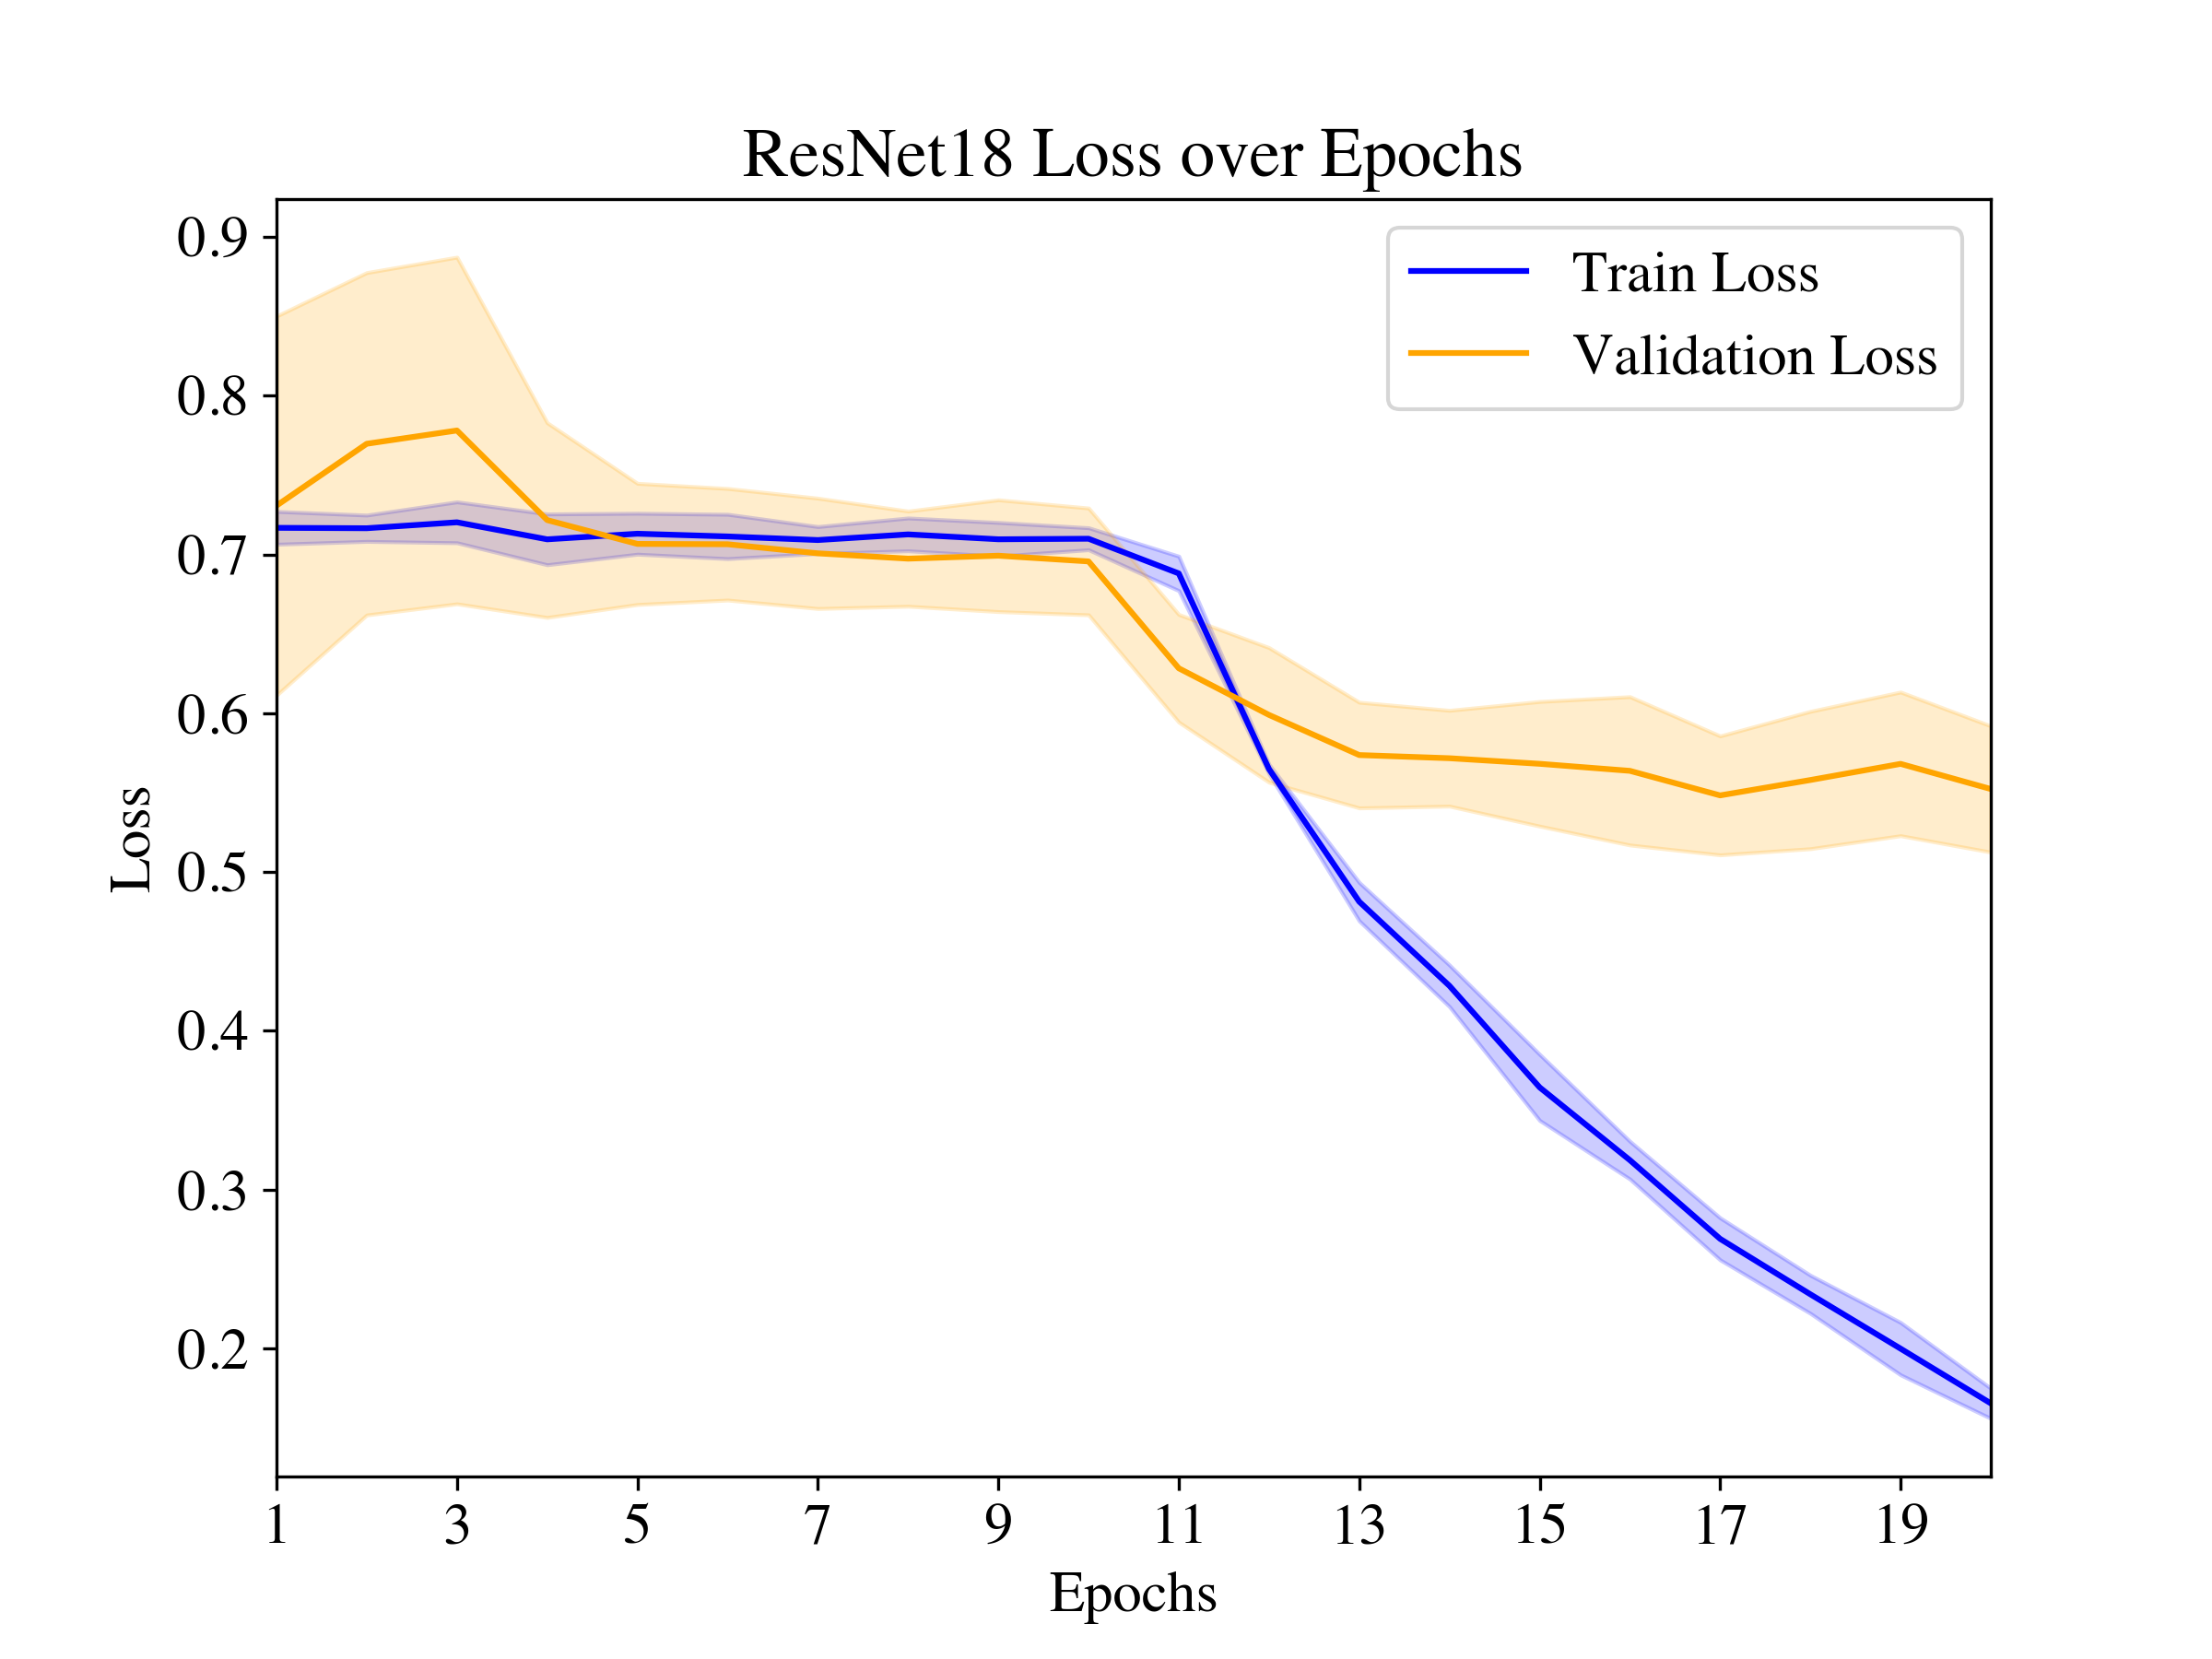 ResNet18 Loss over Epochs
Train Loss
Validation Loss
0.9
0.8
0.7
0.6
0.5
0.4
0.3
0.2
Loss
1 3 5 7 9 11 13 15 17 19
Epochs